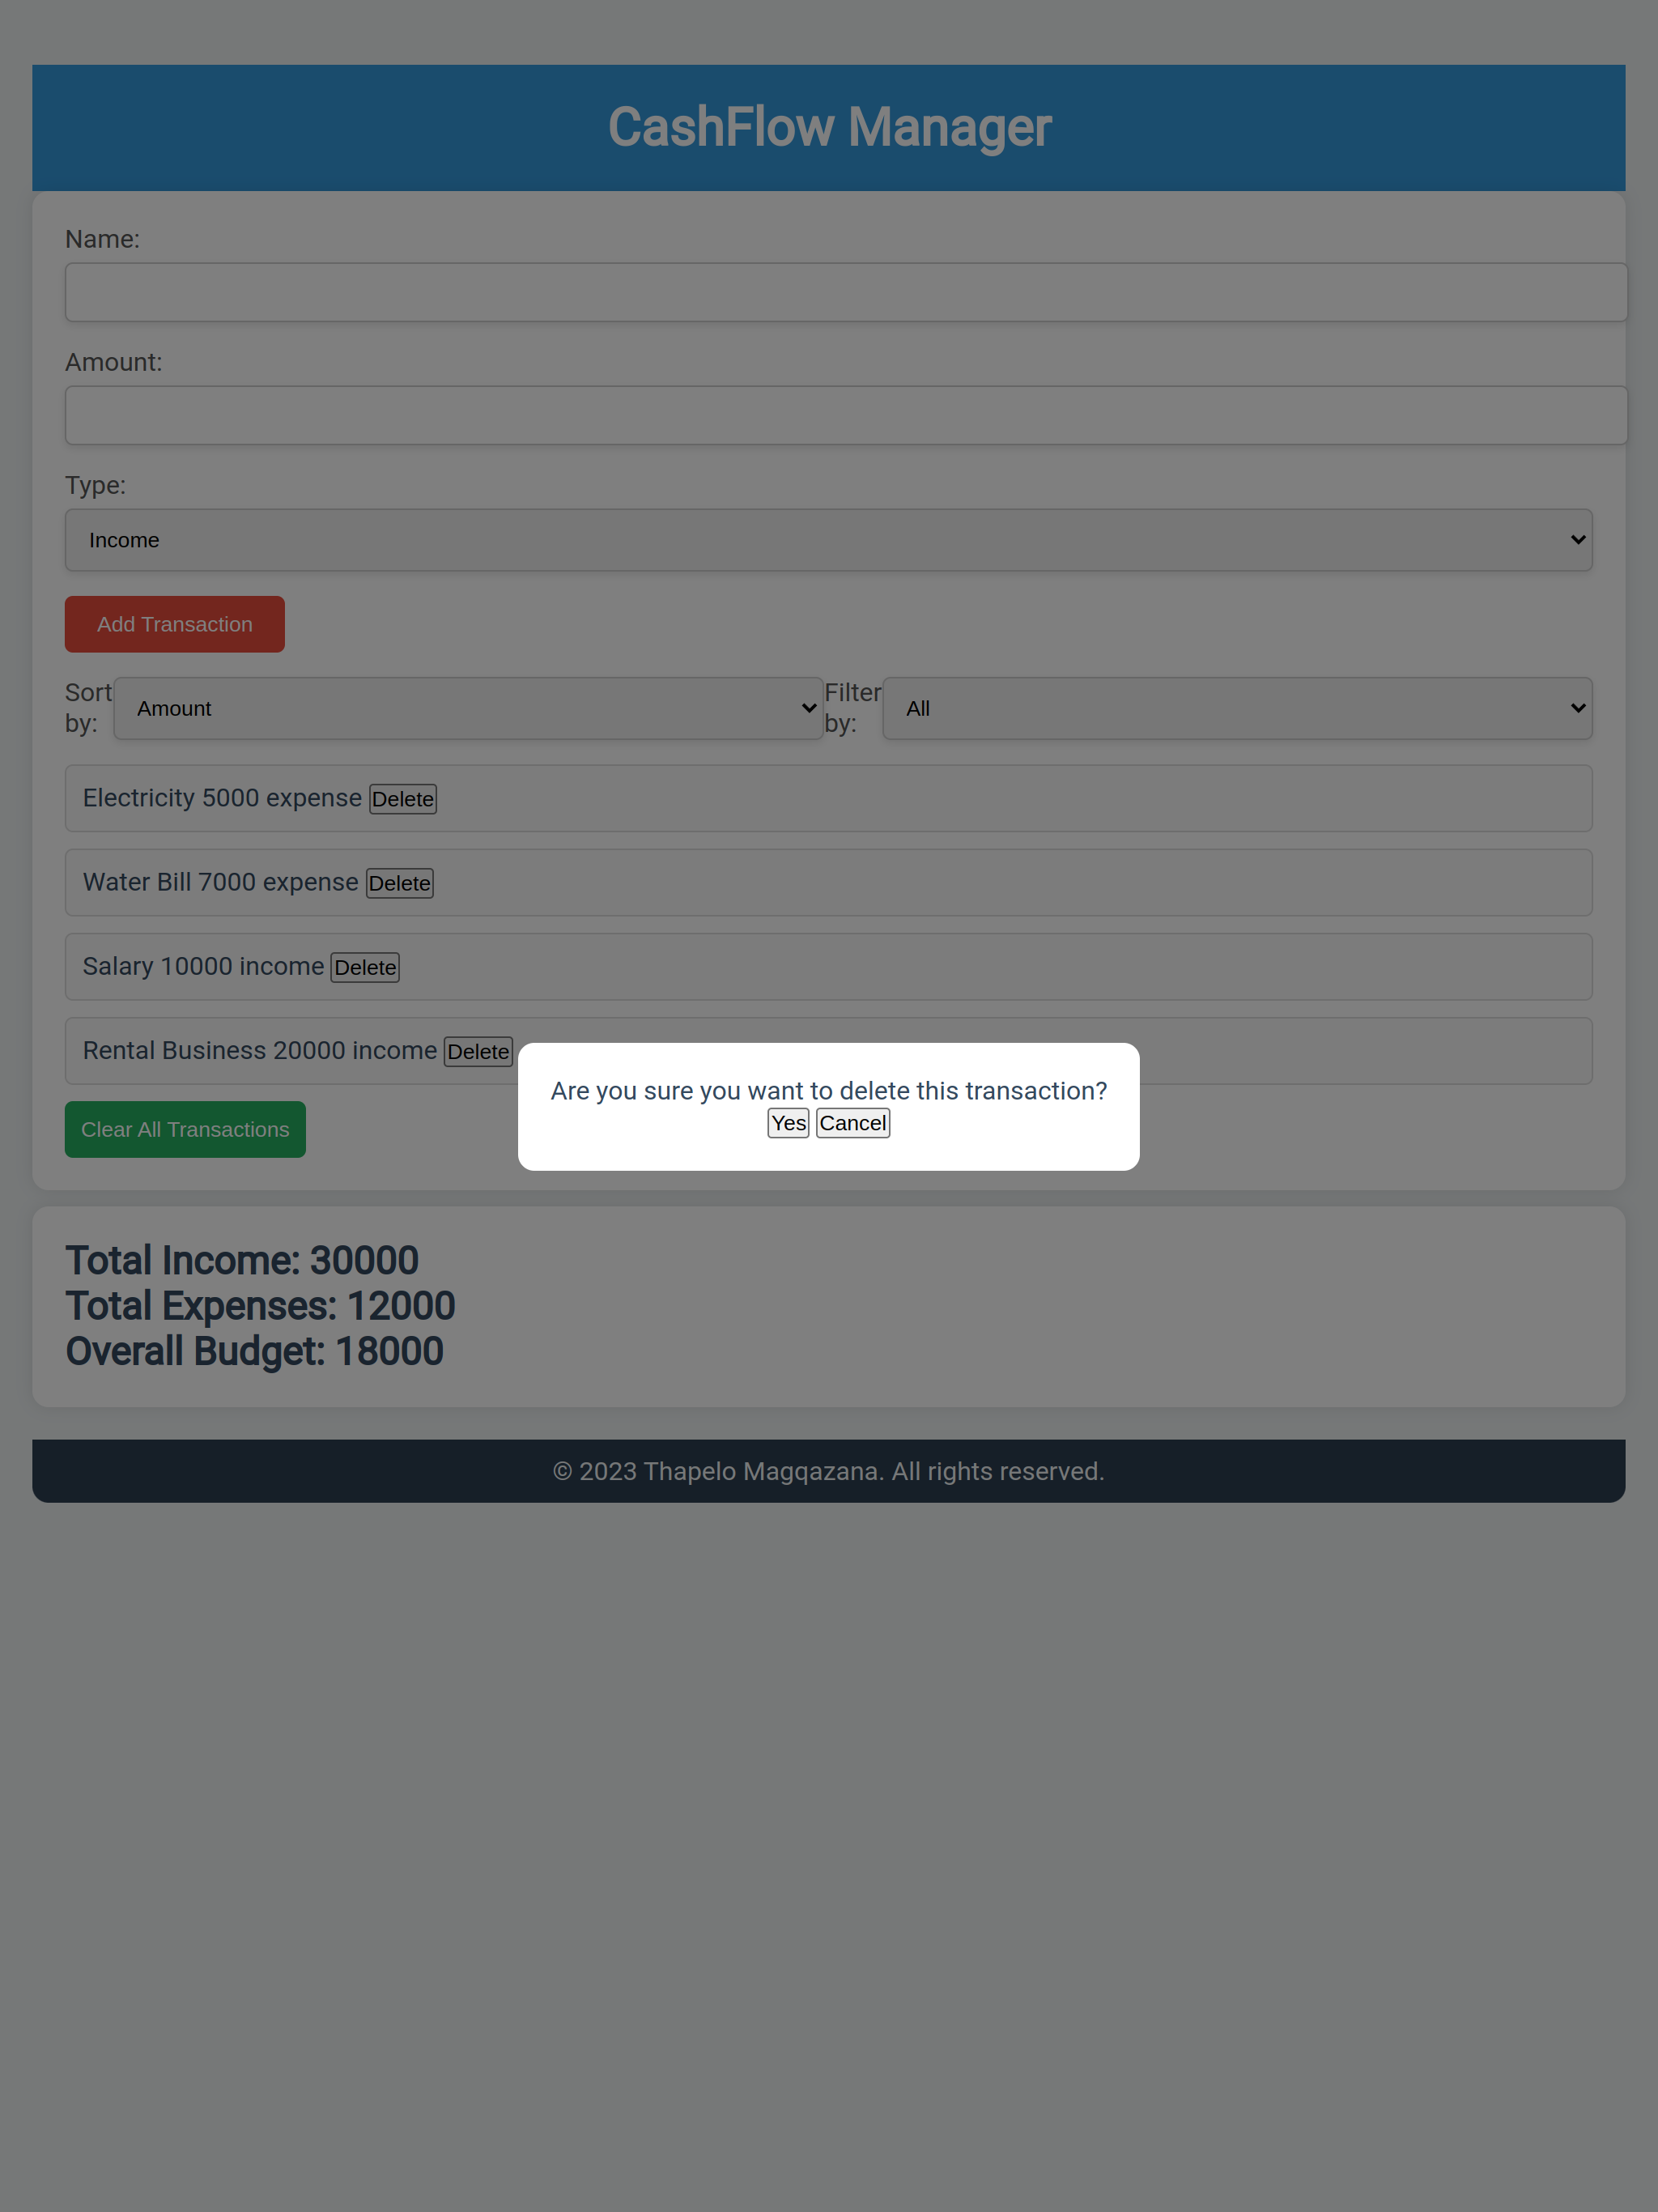 CashFlow Manager
Name:
Amount:
Type:
Income
Add Transaction
Sort by:
Amount
Filter by:
All
Electricity 5000 expense Delete
Water Bill 7000 expense Delete
Salary 10000 income Delete
Rental Business 20000 income Delete
Are you sure you want to delete this transaction?
Yes Cancel
Clear All Transactions
Total Income: 30000
Total Expenses: 12000
Overall Budget: 18000
© 2023 Thapelo Magqazana. All rights reserved.